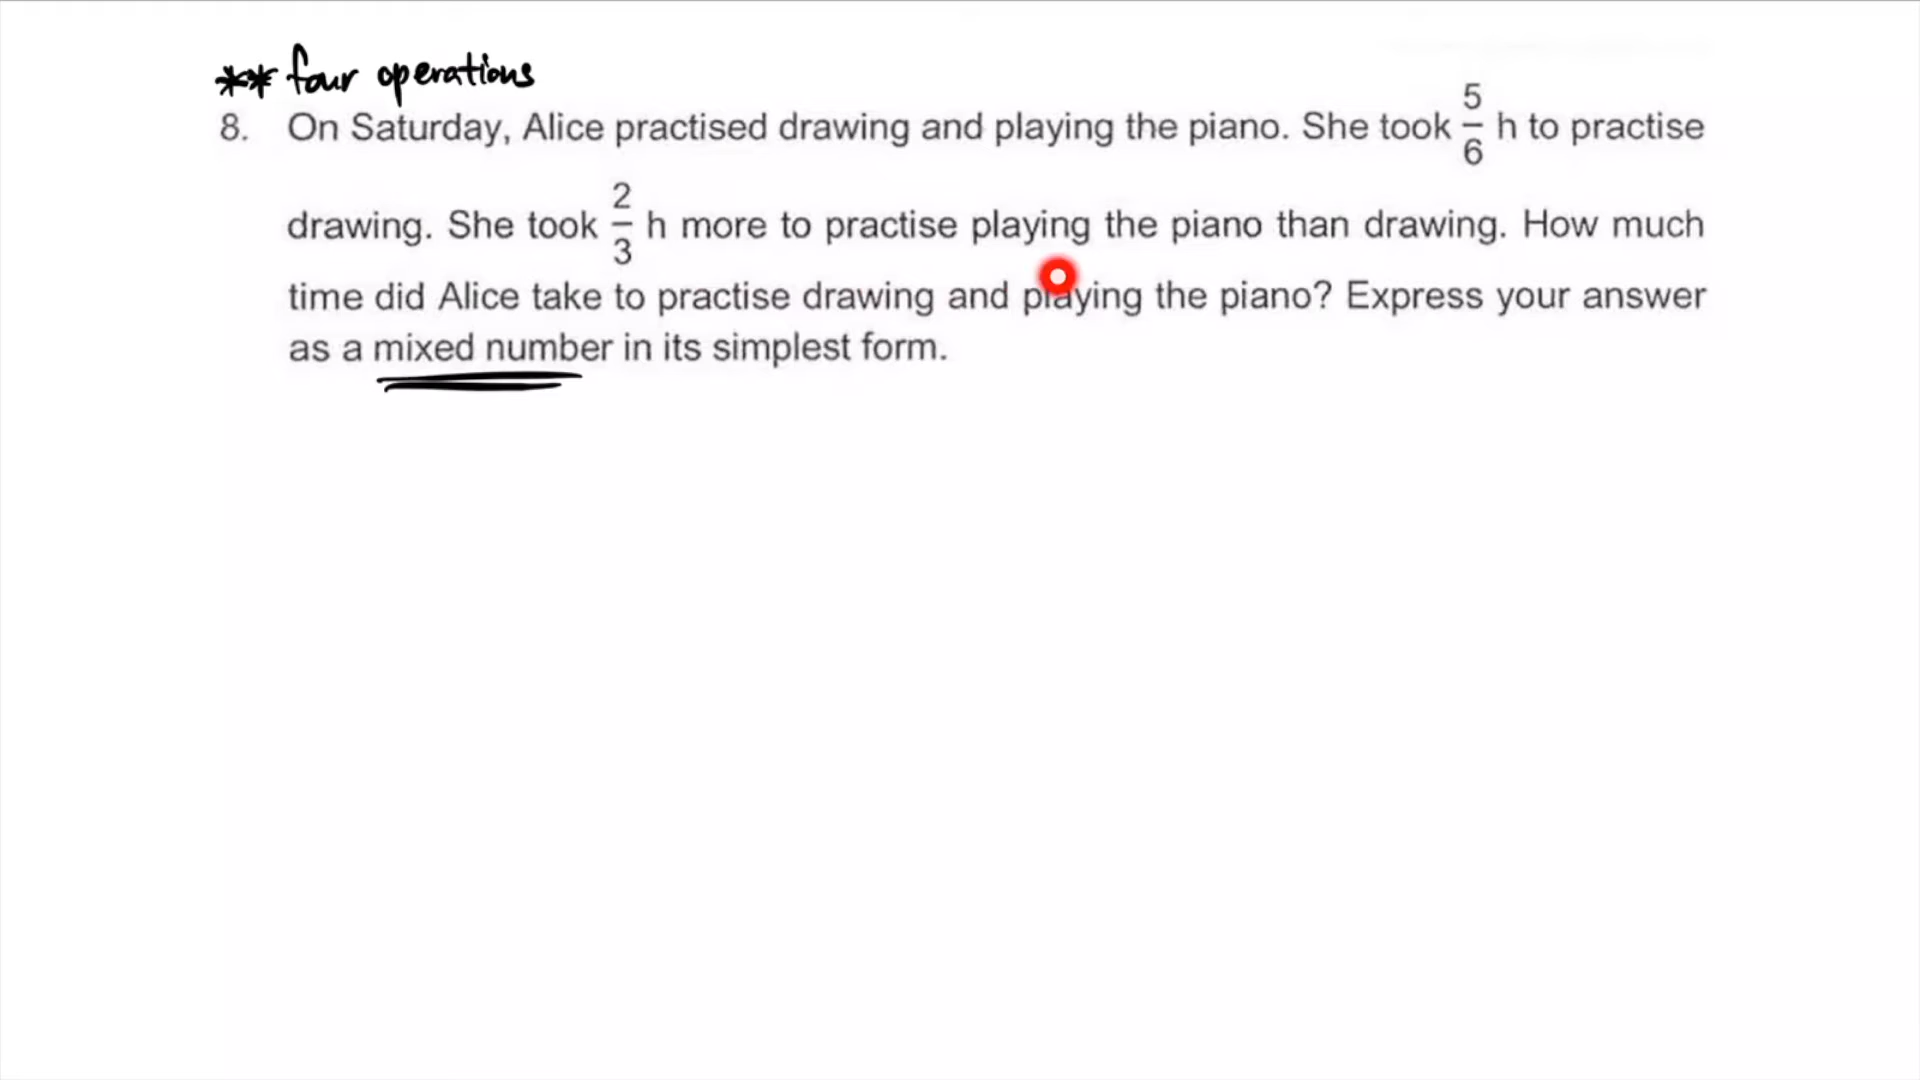 ** four operations
8. On Saturday, Alice practised drawing and playing the piano. She took 5/6 h to practise
drawing. She took 2/3 h more to practise playing the piano than drawing. How much
time did Alice take to practise drawing and playing the piano? Express your answer
as a mixed number in its simplest form.